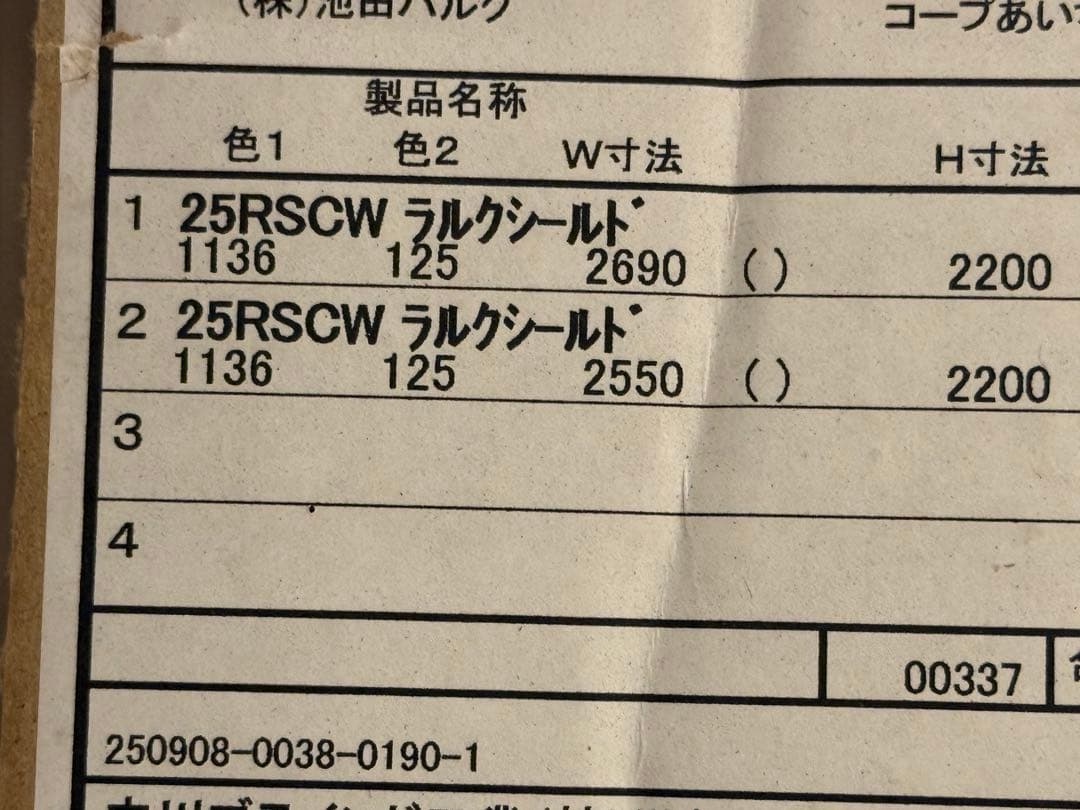 (株)池田ハルク
コープあい
製品名称
色1 色2 W寸法 H寸法
1 25RSCW ラルクシールド
1136 125 2690 ( ) 2200
2 25RSCW ラルクシールド
1136 125 2550 ( ) 2200
3
4
00337
250908-0038-0190-1